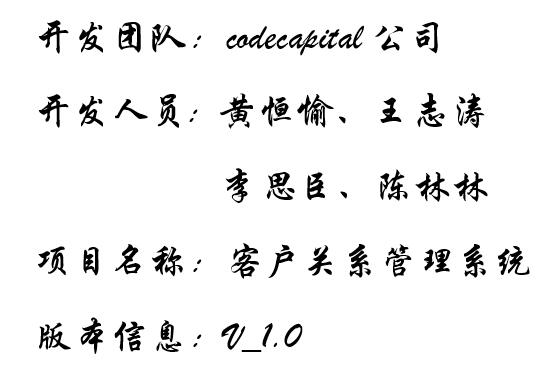 开发团队：codecapital 公司
开发人员：黄恒愉、王志涛
李思臣、陈林林
项目名称：客户关系管理系统
版本信息：V_1.0